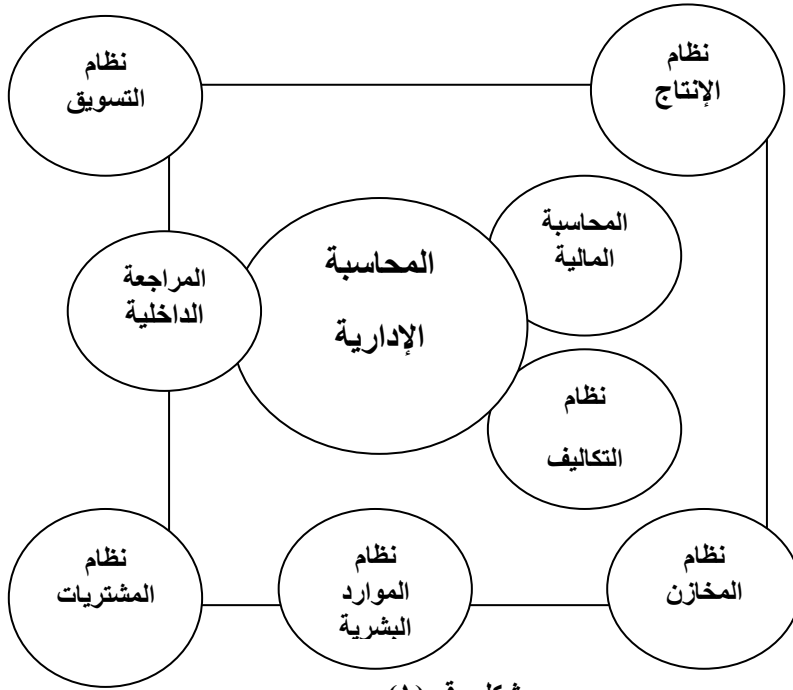 نظام
الإنتاج
نظام
التسويق
المحاسبة
المالية
المحاسبة
الإدارية
المراجعة
الداخلية
نظام
التكاليف
نظام
المخازن
نظام
الموارد
البشرية
نظام
المشتريات